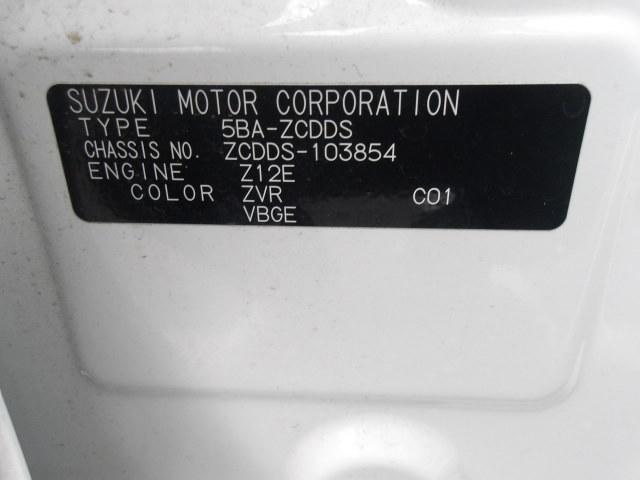 SUZUKI MOTOR CORPORATION
TYPE 5BA-ZCDDS
CHASSIS NO. ZCDDS-103854
ENGINE Z12E
COLOR ZVR C01
VBGE